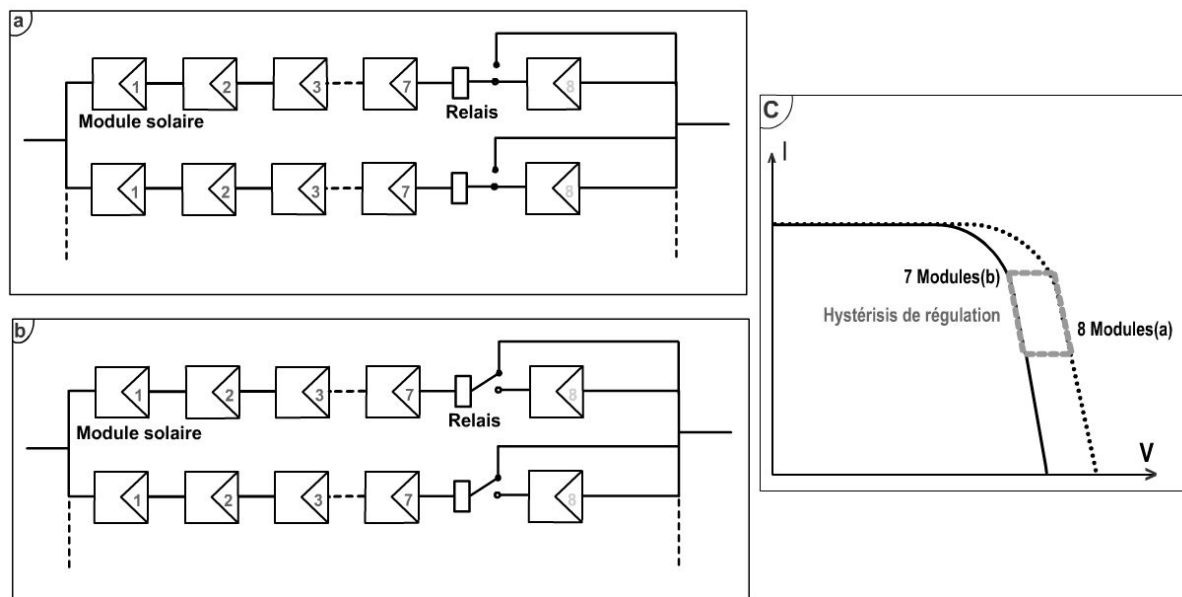 a
1 2 3 7 8
Module solaire
Relais
1 2 3 7 8
b
1 2 3 7 8
Module solaire
Relais
1 2 3 7 8
C
I
7 Modules(b)
Hystérisis de régulation
8 Modules(a)
V